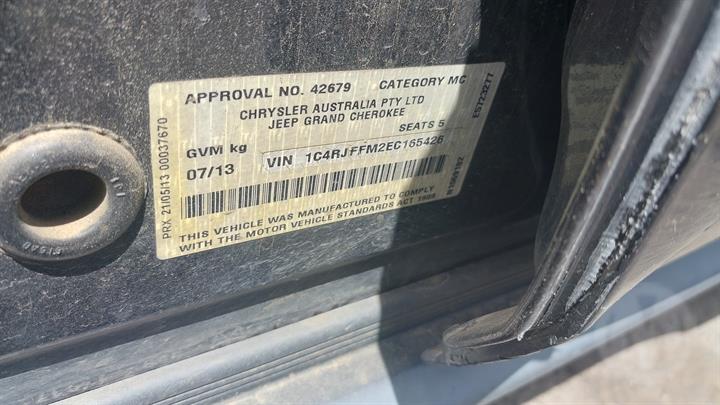 APPROVAL NO. 42679 CATEGORY MC
CHRYSLER AUSTRALIA PTY LTD
JEEP GRAND CHEROKEE
GVM kg SEATS 5
07/13 VIN 1C4RJFFM2EC165426
THIS VEHICLE WAS MANUFACTURED TO COMPLY
WITH THE MOTOR VEHICLE STANDARDS ACT 1989
PRX 21/05/13 00037670
E5723277